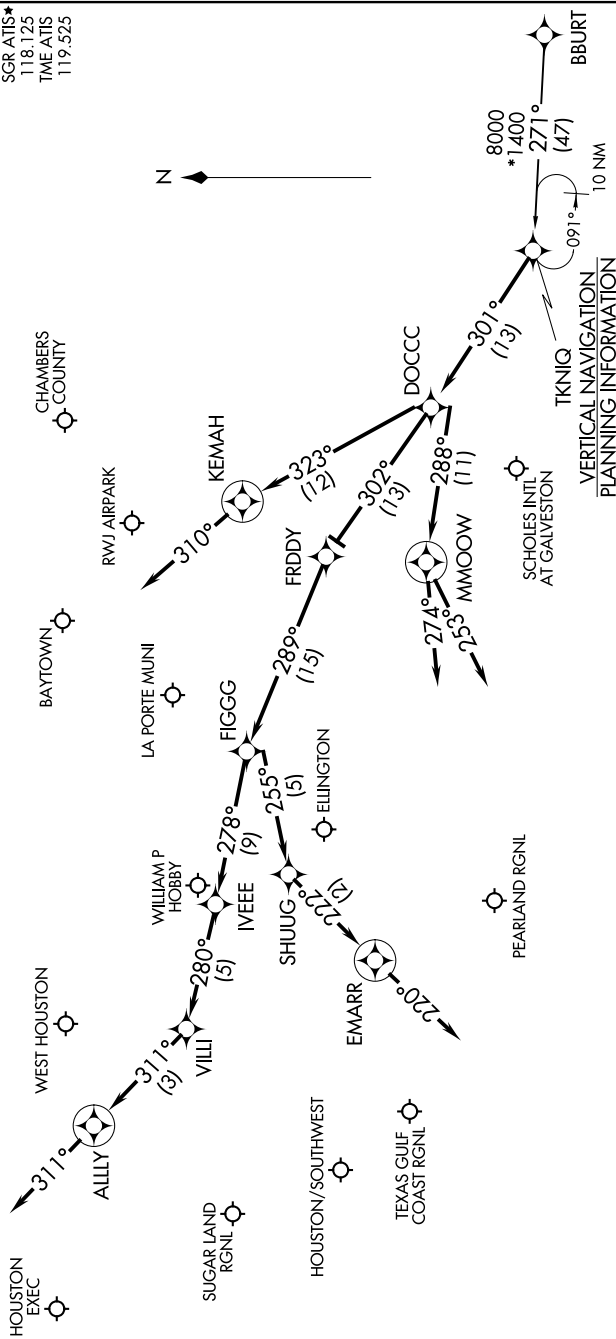 SGR ATIS★
118.125
TME ATIS
119.525
BBURT
8000
*1400
271°
(47)
10 NM
091°
N
TKNIQ
VERTICAL NAVIGATION
PLANNING INFORMATION
301°
(13)
DOCCC
CHAMBERS
COUNTY
KEMAH
323°
(12)
302°
(13)
288°
(11)
RWJ AIRPARK
310°
FRDDY
MMOOW
SCHOLES INTL
AT GALVESTON
274°
253°
BAYTOWN
LA PORTE MUNI
289°
(15)
FIGGG
255°
(5)
ELLINGTON
278°
(9)
WILLIAM P
HOBBY
IVEEE
SHUUG
222°
(2)
PEARLAND RGNL
280°
(5)
EMARR
220°
WEST HOUSTON
VILLI
311°
(3)
ALLLY
311°
HOUSTON/SOUTHWEST
TEXAS GULF
COAST RGNL
SUGAR LAND
RGNL
HOUSTON
EXEC